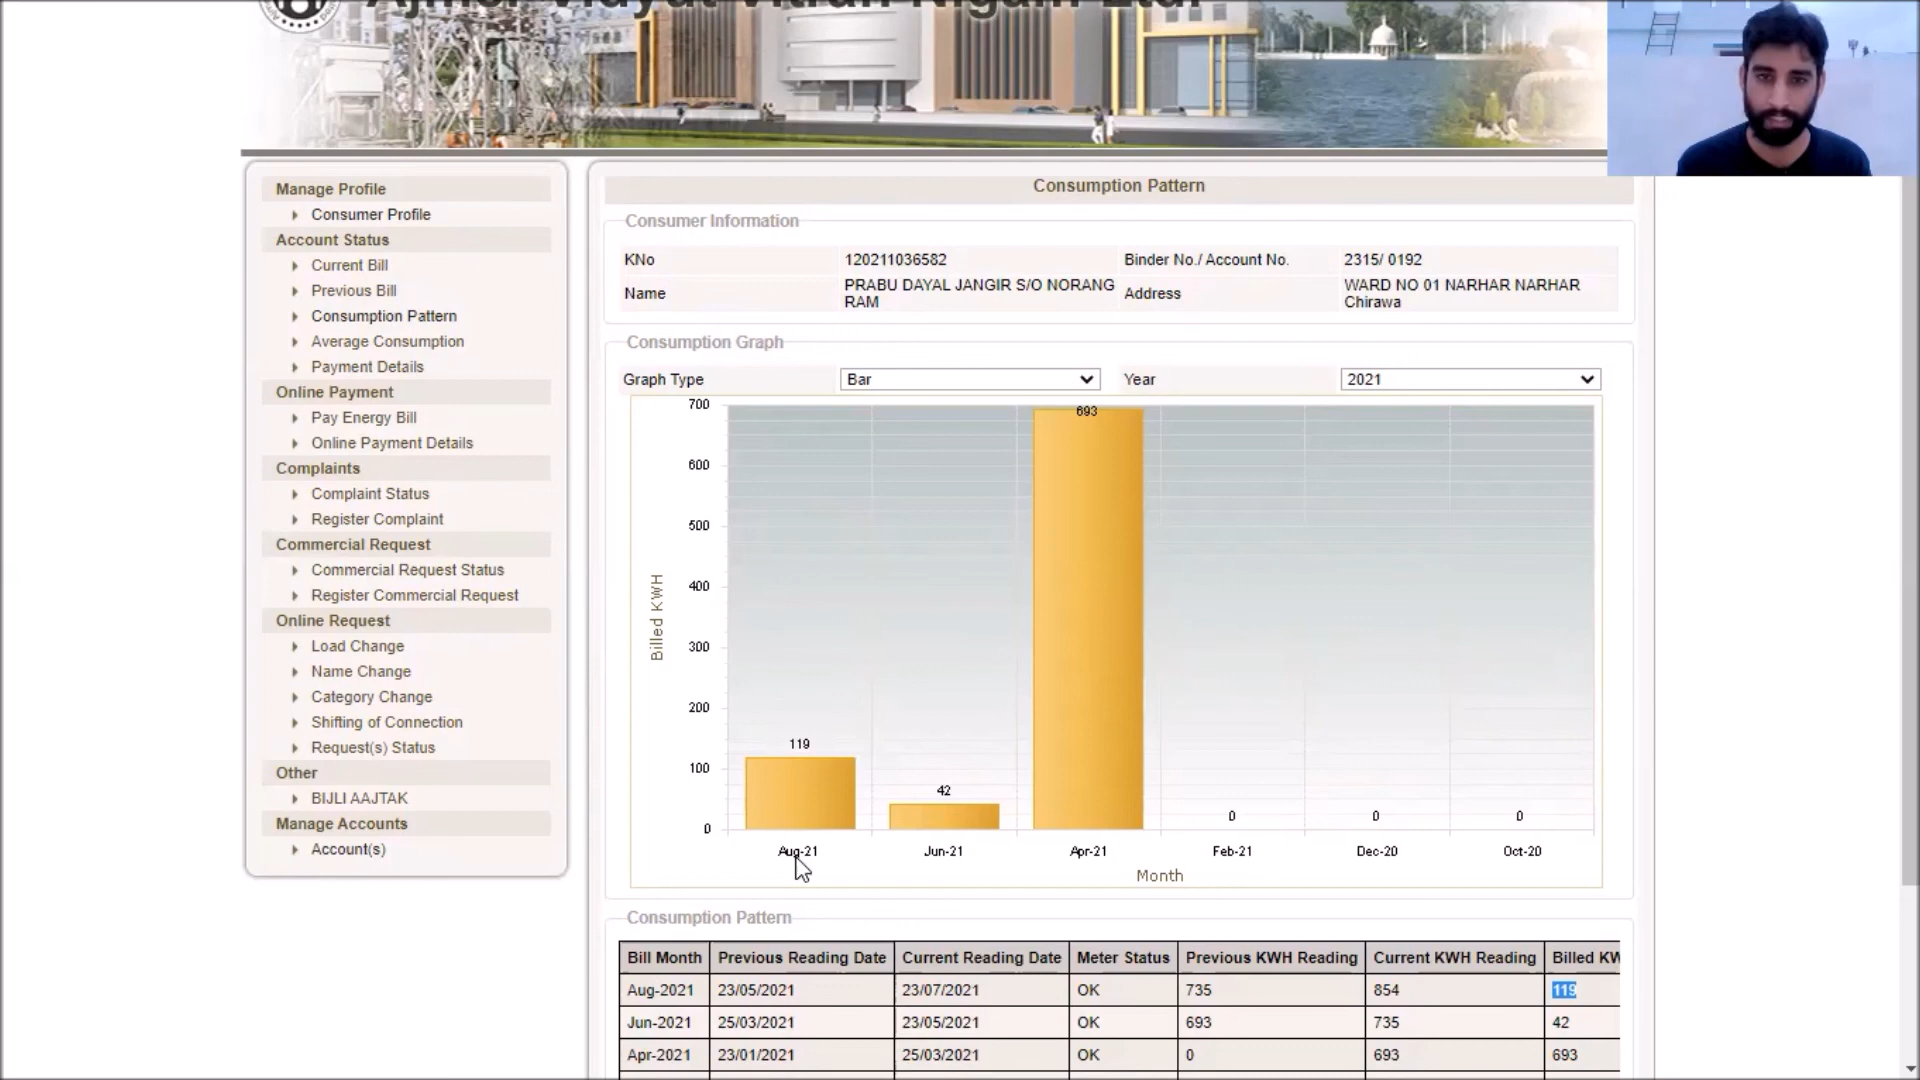 Ajmer Vidyut Vitran Nigam Ltd.
Manage Profile
Consumer Profile
Account Status
Current Bill
Previous Bill
Consumption Pattern
Average Consumption
Payment Details
Online Payment
Pay Energy Bill
Online Payment Details
Complaints
Complaint Status
Register Complaint
Commercial Request
Commercial Request Status
Register Commercial Request
Online Request
Load Change
Name Change
Category Change
Shifting of Connection
Request(s) Status
Other
BIJLI AAJTAK
Manage Accounts
Account(s)
Consumption Pattern
Consumer Information
KNo 120211036582 Binder No./ Account No. 2315/ 0192
Name PRABU DAYAL JANGIR S/O NORANG RAM Address WARD NO 01 NARHAR NARHAR Chirawa
Consumption Graph
Graph Type Bar Year 2021
700
600
500
400
300
200
100
0
Billed KWH
119
42
693
0
0
0
Aug-21 Jun-21 Apr-21 Feb-21 Dec-20 Oct-20
Month
Consumption Pattern
Bill Month Previous Reading Date Current Reading Date Meter Status Previous KWH Reading Current KWH Reading Billed KW
Aug-2021 23/05/2021 23/07/2021 OK 735 854 119
Jun-2021 25/03/2021 23/05/2021 OK 693 735 42
Apr-2021 23/01/2021 25/03/2021 OK 0 693 693